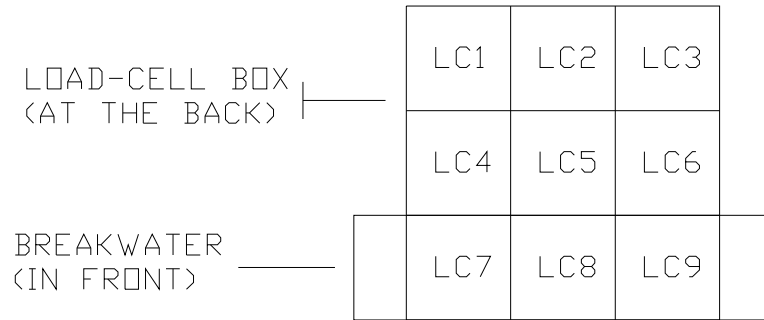 LC1 LC2 LC3
LOAD-CELL BOX
(AT THE BACK)
LC4 LC5 LC6
BREAKWATER
(IN FRONT)
LC7 LC8 LC9